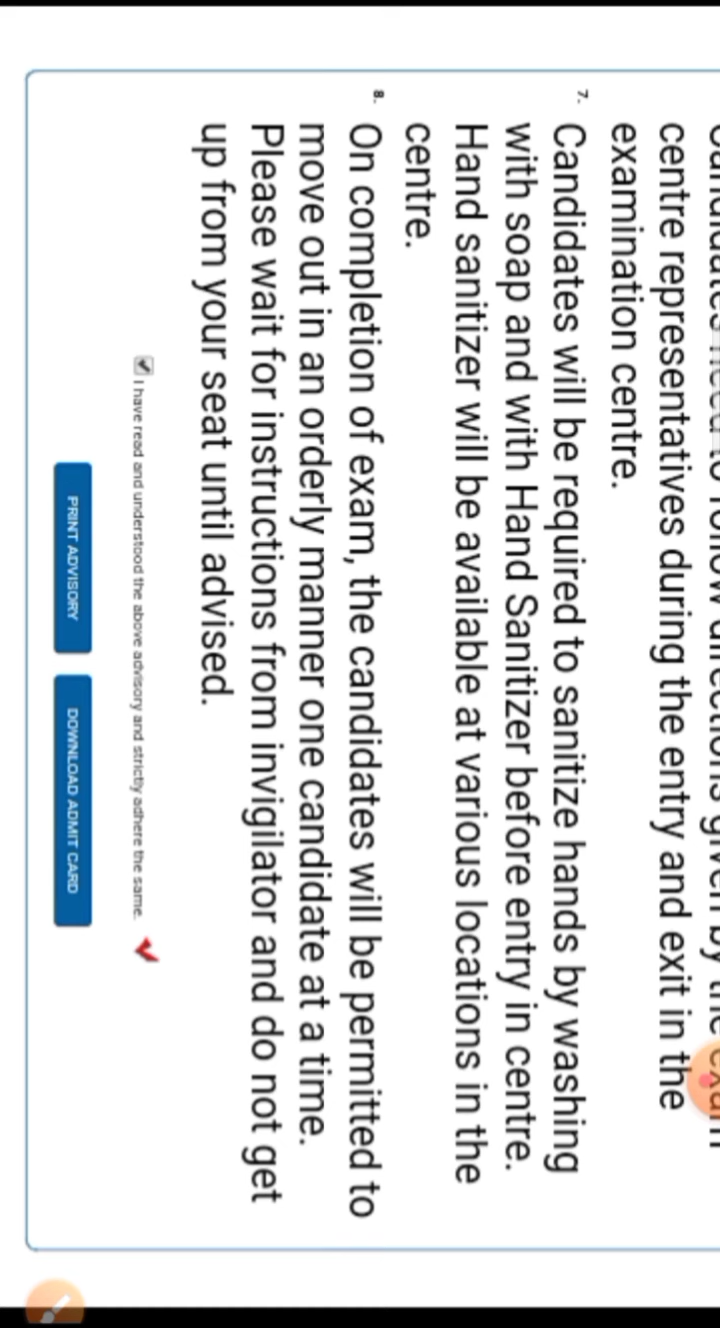 centre representatives during the entry and exit in the
examination centre.
7. Candidates will be required to sanitize hands by washing
with soap and with Hand Sanitizer before entry in centre.
Hand sanitizer will be available at various locations in the
centre.
8. On completion of exam, the candidates will be permitted to
move out in an orderly manner one candidate at a time.
Please wait for instructions from invigilator and do not get
up from your seat until advised.
I have read and understood the above advisory and strictly adhere the same.
PRINT ADVISORY
DOWNLOAD ADMIT CARD